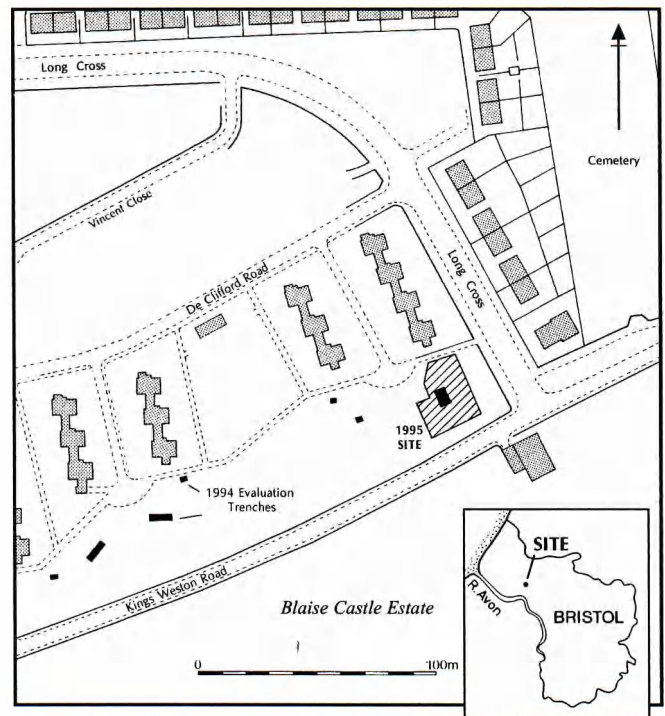 Long Cross
Cemetery
Vincent Close
De Clifford Road
Long Cross
1995
SITE
1994 Evaluation
Trenches
Kings Weston Road
Blaise Castle Estate
0
100m
SITE
R. Avon
BRISTOL